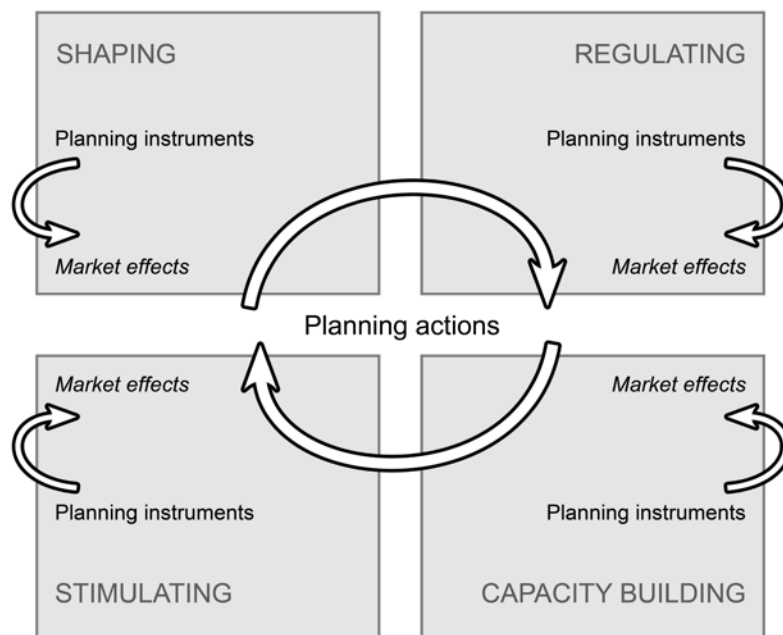 SHAPING
Planning instruments
Market effects
REGULATING
Planning instruments
Market effects
Planning actions
Market effects
Planning instruments
STIMULATING
Market effects
Planning instruments
CAPACITY BUILDING